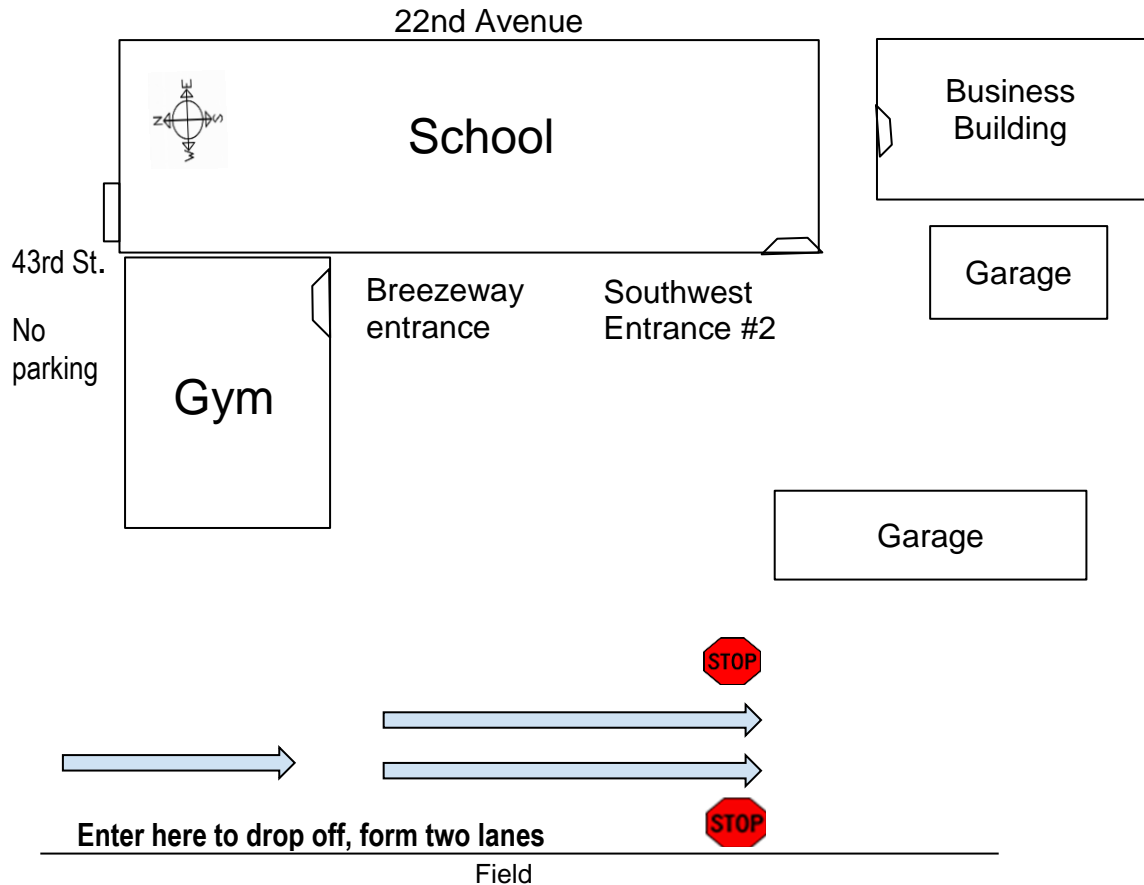 22nd Avenue
E
N
S
W
School
Business
Building
43rd St.
No
parking
Breezeway
entrance
Southwest
Entrance #2
Garage
Gym
Garage
STOP
STOP
Enter here to drop off, form two lanes
Field